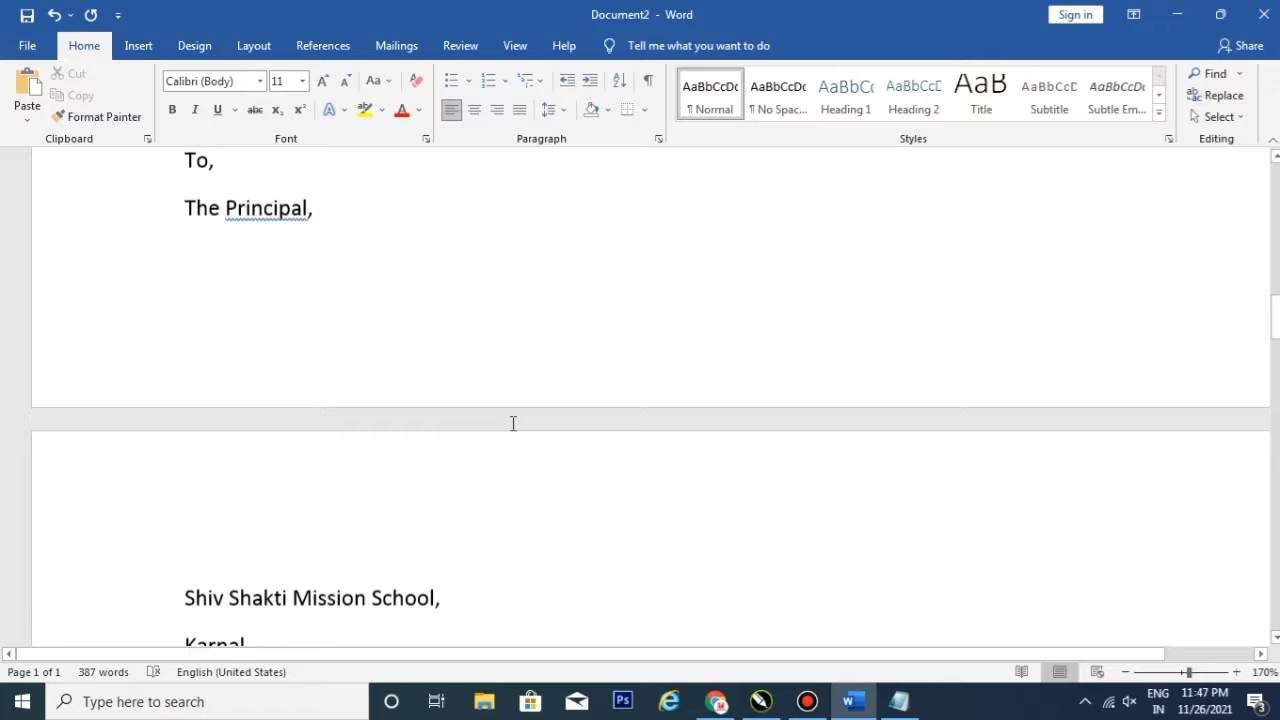 Document2 - Word
Sign in
File Home Insert Design Layout References Mailings Review View Help Tell me what you want to do Share
Paste
Cut
Copy
Format Painter
Clipboard
Calibri (Body) 11
Font
Paragraph
AaBbCcDc AaBbCcDc AaBbCc AaBbCcD AaB AaBbCcD AaBbCcDc
¶ Normal ¶ No Spac... Heading 1 Heading 2 Title Subtitle Subtle Em...
Styles
Find
Replace
Select
Editing
To,
The Principal,
Shiv Shakti Mission School,
Karnal
Page 1 of 1 387 words English (United States) 170%
Type here to search
ENG
IN
11:47 PM
11/26/2021
3